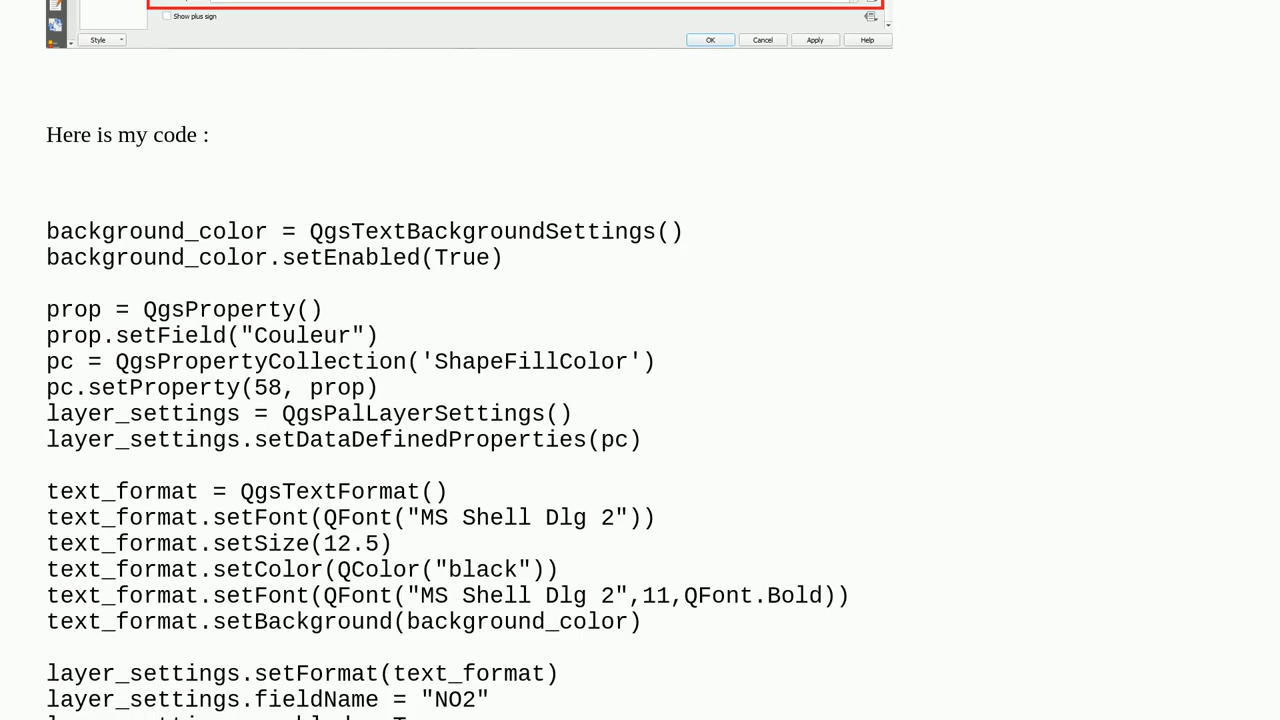 Show plus sign
Style
OK Cancel Apply Help
Here is my code :
background_color = QgsTextBackgroundSettings()
background_color.setEnabled(True)
prop = QgsProperty()
prop.setField("Couleur")
pc = QgsPropertyCollection('ShapeFillColor')
pc.setProperty(58, prop)
layer_settings = QgsPalLayerSettings()
layer_settings.setDataDefinedProperties(pc)
text_format = QgsTextFormat()
text_format.setFont(QFont("MS Shell Dlg 2"))
text_format.setSize(12.5)
text_format.setColor(QColor("black"))
text_format.setFont(QFont("MS Shell Dlg 2",11,QFont.Bold))
text_format.setBackground(background_color)
layer_settings.setFormat(text_format)
layer_settings.fieldName = "NO2"